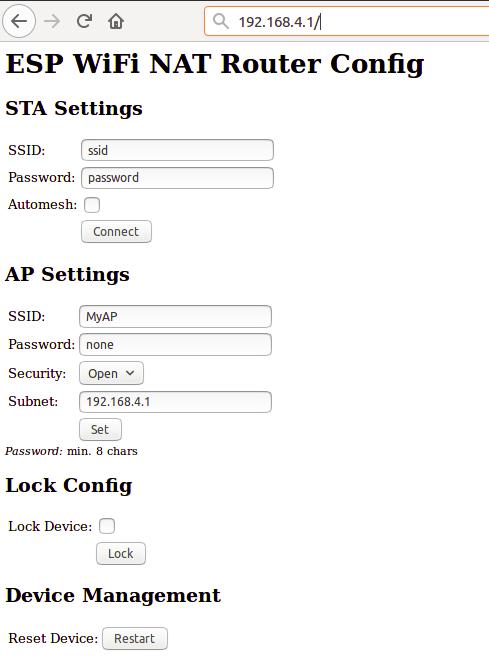 192.168.4.1/
ESP WiFi NAT Router Config
STA Settings
SSID: ssid
Password: password
Automesh:
Connect
AP Settings
SSID: MyAP
Password: none
Security: Open
Subnet: 192.168.4.1
Set
Password: min. 8 chars
Lock Config
Lock Device:
Lock
Device Management
Reset Device: Restart